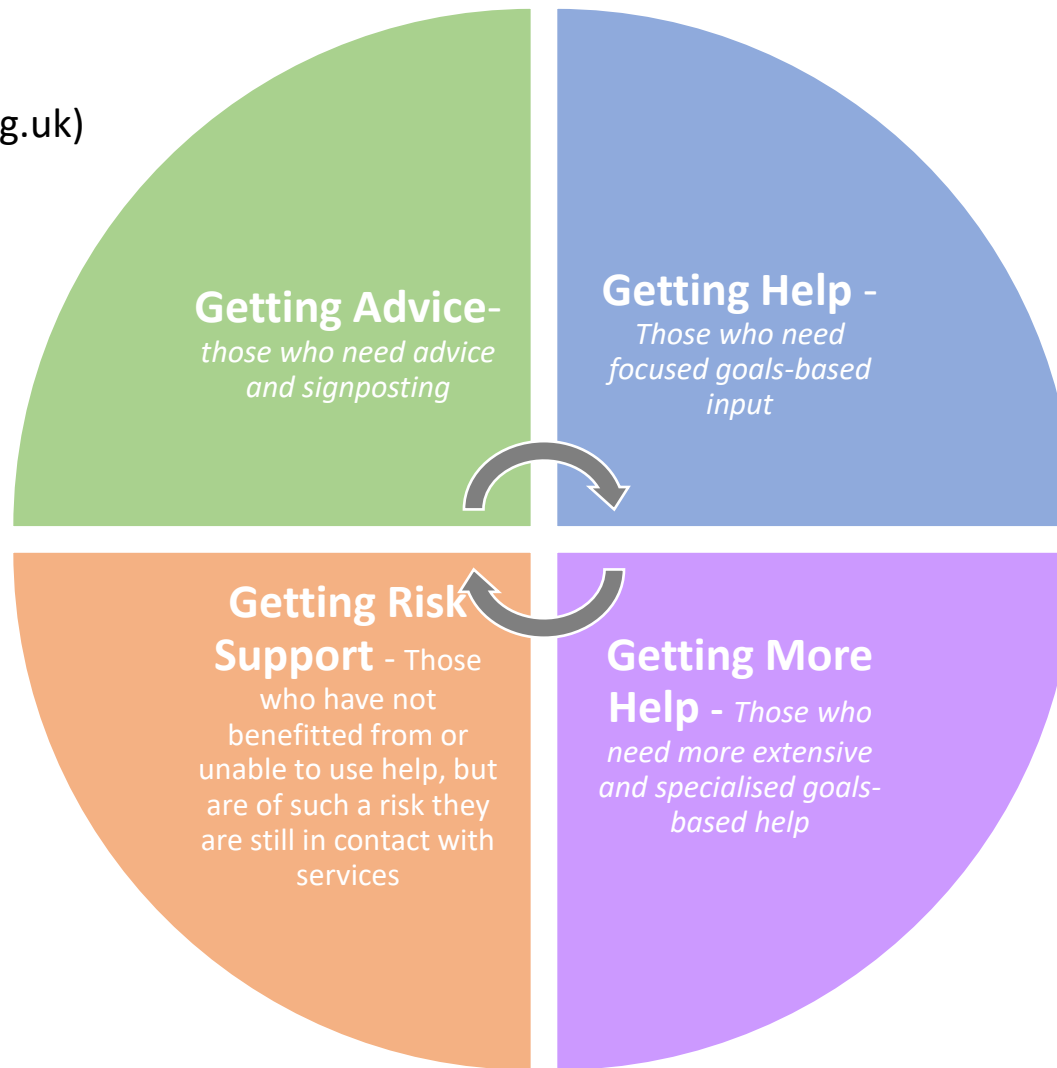 g.uk)
Getting Advice-
those who need advice
and signposting
Getting Help -
Those who need
focused goals-based
input
Getting Risk
Support - Those
who have not
benefitted from or
unable to use help, but
are of such a risk they
are still in contact with
services
Getting More
Help - Those who
need more extensive
and specialised goals-
based help